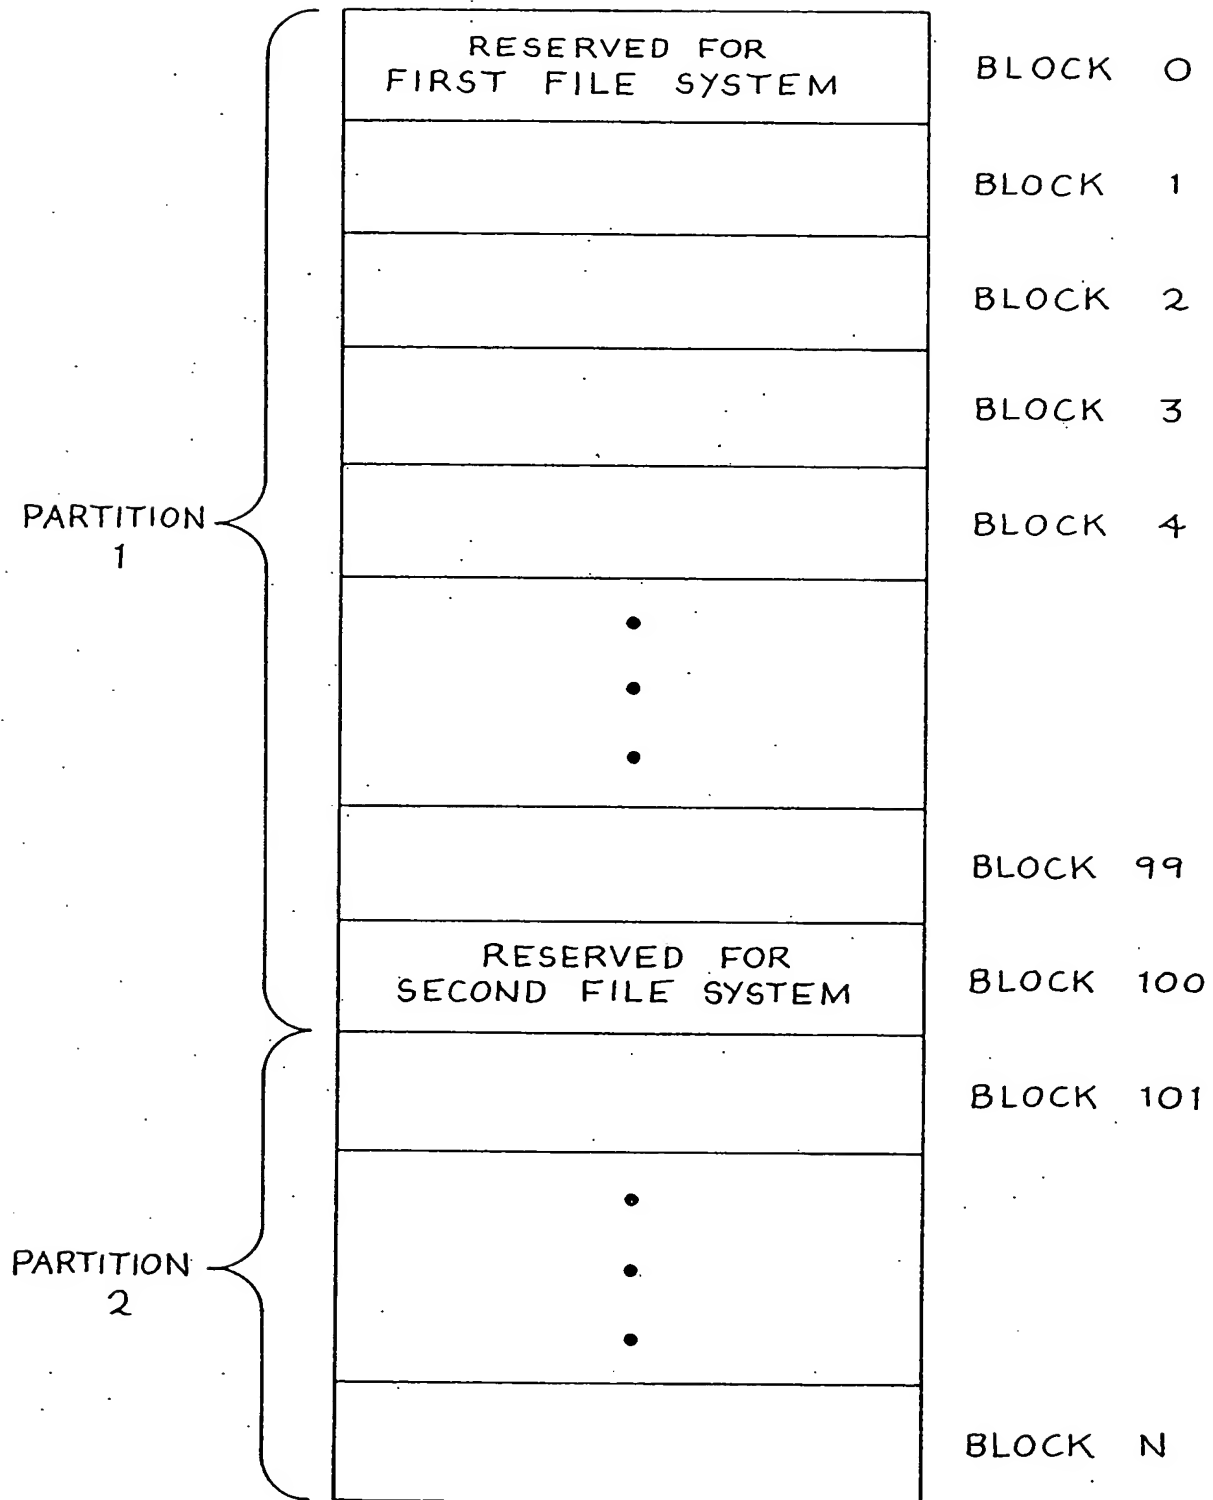 RESERVED FOR
FIRST FILE SYSTEM
BLOCK 0
BLOCK 1
BLOCK 2
BLOCK 3
PARTITION
1
BLOCK 4
BLOCK 99
RESERVED FOR
SECOND FILE SYSTEM
BLOCK 100
BLOCK 101
PARTITION
2
BLOCK N